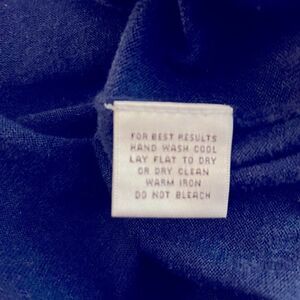 FOR BEST RESULTS
HAND WASH COOL
LAY FLAT TO DRY
OR DRY CLEAN
WARM IRON
DO NOT BLEACH